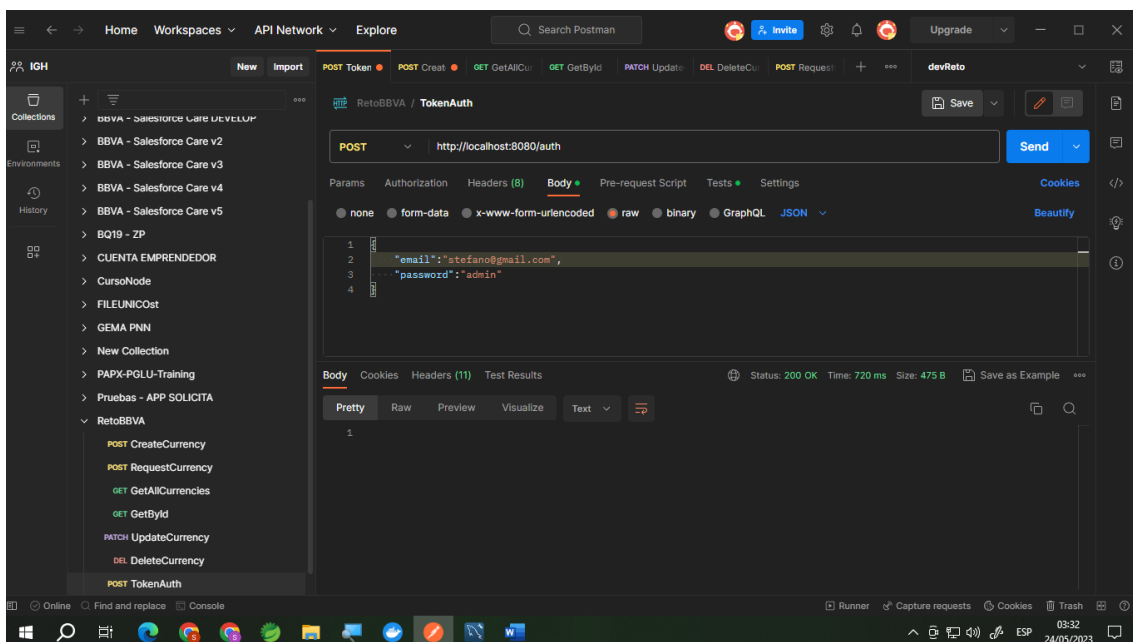 Home Workspaces API Network Explore Search Postman Invite Upgrade
IGH New Import POST Token POST Creat GET GetAllCur GET GetById PATCH Update DEL DeleteCur POST Request devReto
Collections
Environments
History
BBVA - Salesforce Care DEVELOP
BBVA - Salesforce Care v2
BBVA - Salesforce Care v3
BBVA - Salesforce Care v4
BBVA - Salesforce Care v5
BQ19 - ZP
CUENTA EMPRENDEDOR
CursoNode
FILEUNICOst
GEMA PNN
New Collection
PAPX-PGLU-Training
Pruebas - APP SOLICITA
RetoBBVA
POST CreateCurrency
POST RequestCurrency
GET GetAllCurrencies
GET GetById
PATCH UpdateCurrency
DEL DeleteCurrency
POST TokenAuth
HTTP RetoBBVA / TokenAuth Save
POST http://localhost:8080/auth Send
Params Authorization Headers (8) Body Pre-request Script Tests Settings Cookies
none form-data x-www-form-urlencoded raw binary GraphQL JSON Beautify
1 {
2 "email":"stefano@gmail.com",
3 "password":"admin"
4 }
Body Cookies Headers (11) Test Results Status: 200 OK Time: 720 ms Size: 475 B Save as Example
Pretty Raw Preview Visualize Text
1
Online Find and replace Console Runner Capture requests Cookies Trash
ESP 03:32
24/05/2023